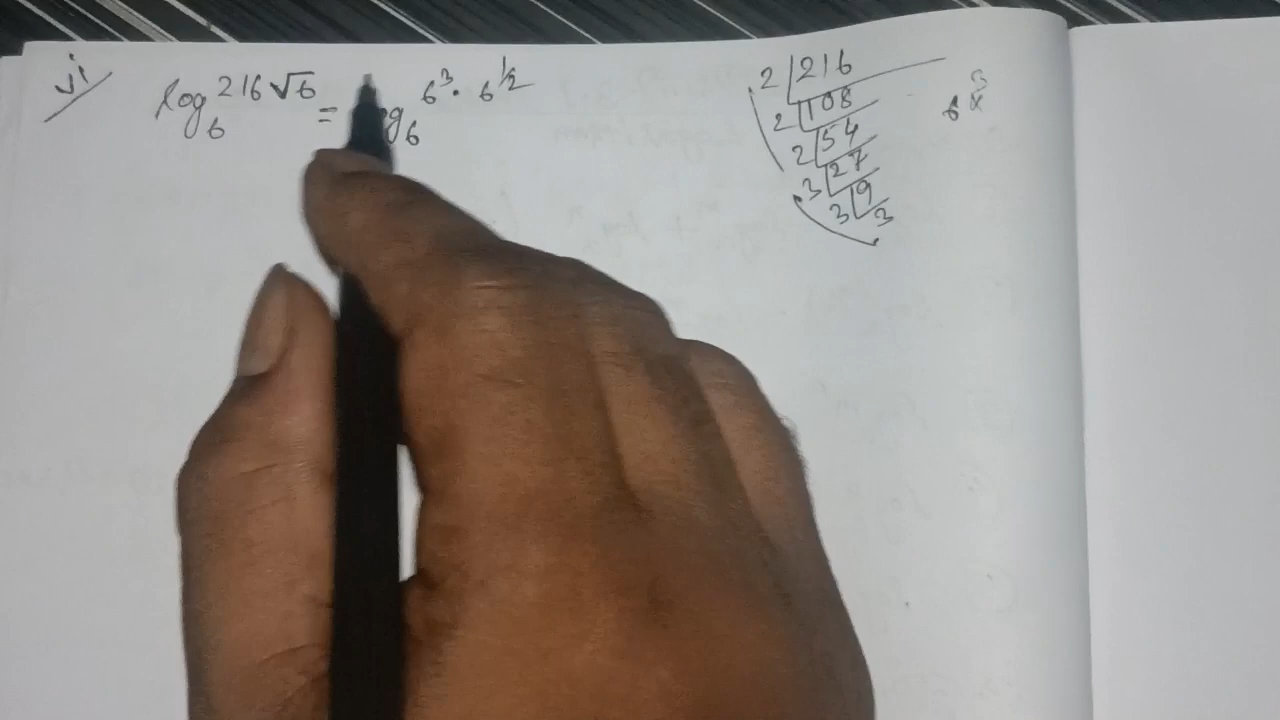 vi
log₆ 216√6 = log₆ 6³ · 6^½
2 | 216
2 | 108
2 | 54
3 | 27
3 | 9
3
6³